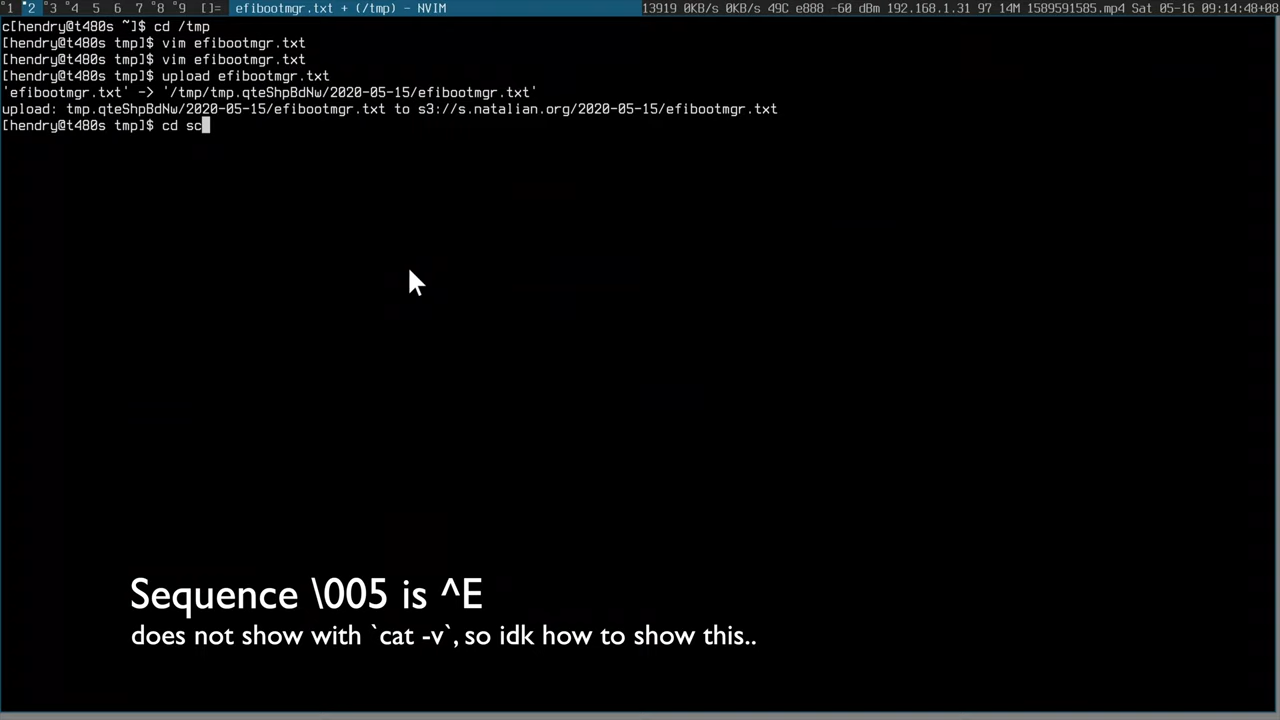 1 2 3 4 5 6 7 8 9 []= efibootmgr.txt + (/tmp) - NVIM 13919 0KB/s 0KB/s 49C e888 -60 dBm 192.168.1.31 97 14M 1589591585.mp4 Sat 05-16 09:14:48+08
c[hendry@t480s ~]$ cd /tmp
[hendry@t480s tmp]$ vim efibootmgr.txt
[hendry@t480s tmp]$ vim efibootmgr.txt
[hendry@t480s tmp]$ upload efibootmgr.txt
'efibootmgr.txt' -> '/tmp/tmp.qteShpBdNw/2020-05-15/efibootmgr.txt'
upload: tmp.qteShpBdNw/2020-05-15/efibootmgr.txt to s3://s.natalian.org/2020-05-15/efibootmgr.txt
[hendry@t480s tmp]$ cd sc
Sequence \005 is ^E
does not show with `cat -v`, so idk how to show this..